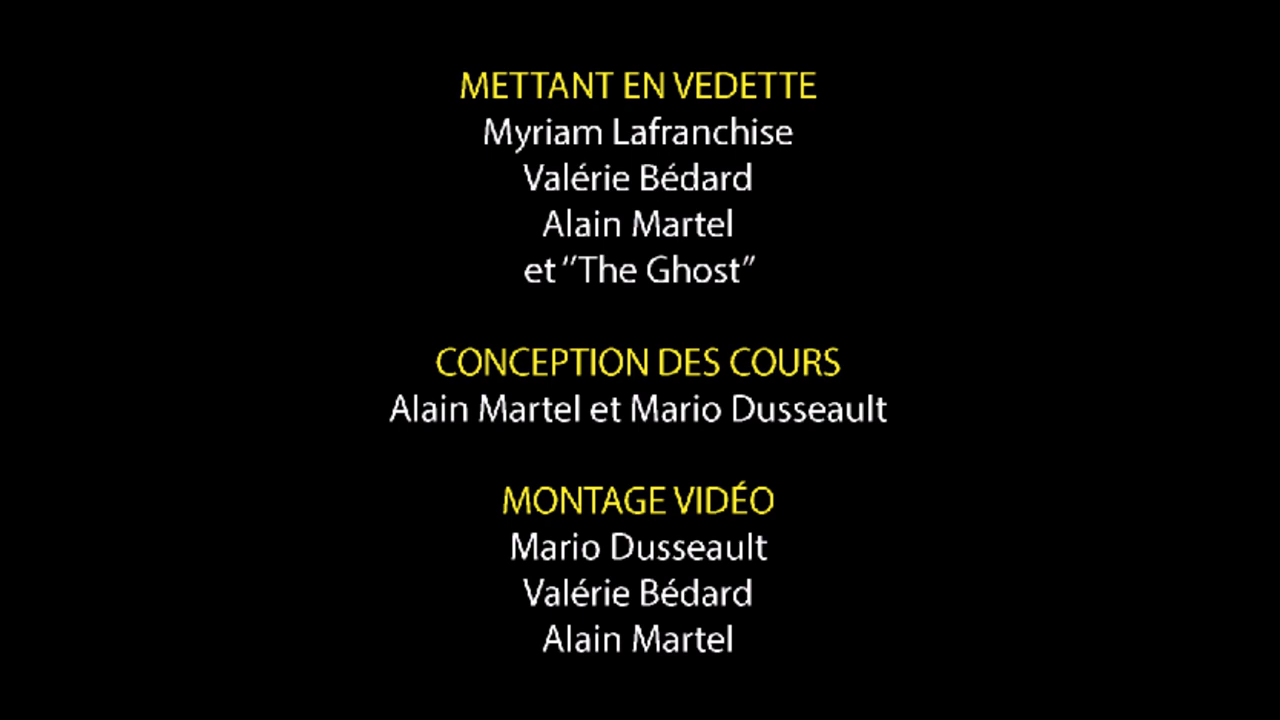 METTANT EN VEDETTE
Myriam Lafranchise
Valérie Bédard
Alain Martel
et “The Ghost”
CONCEPTION DES COURS
Alain Martel et Mario Dusseault
MONTAGE VIDÉO
Mario Dusseault
Valérie Bédard
Alain Martel